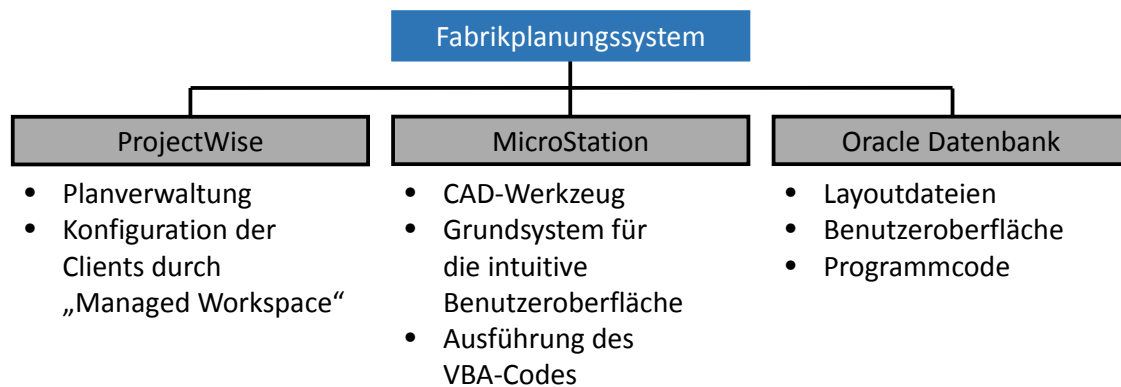 Fabrikplanungssystem
ProjectWise
• Planverwaltung
• Konfiguration der
Clients durch
„Managed Workspace“
MicroStation
• CAD-Werkzeug
• Grundsystem für
die intuitive
Benutzeroberfläche
• Ausführung des
VBA-Codes
Oracle Datenbank
• Layoutdateien
• Benutzeroberfläche
• Programmcode